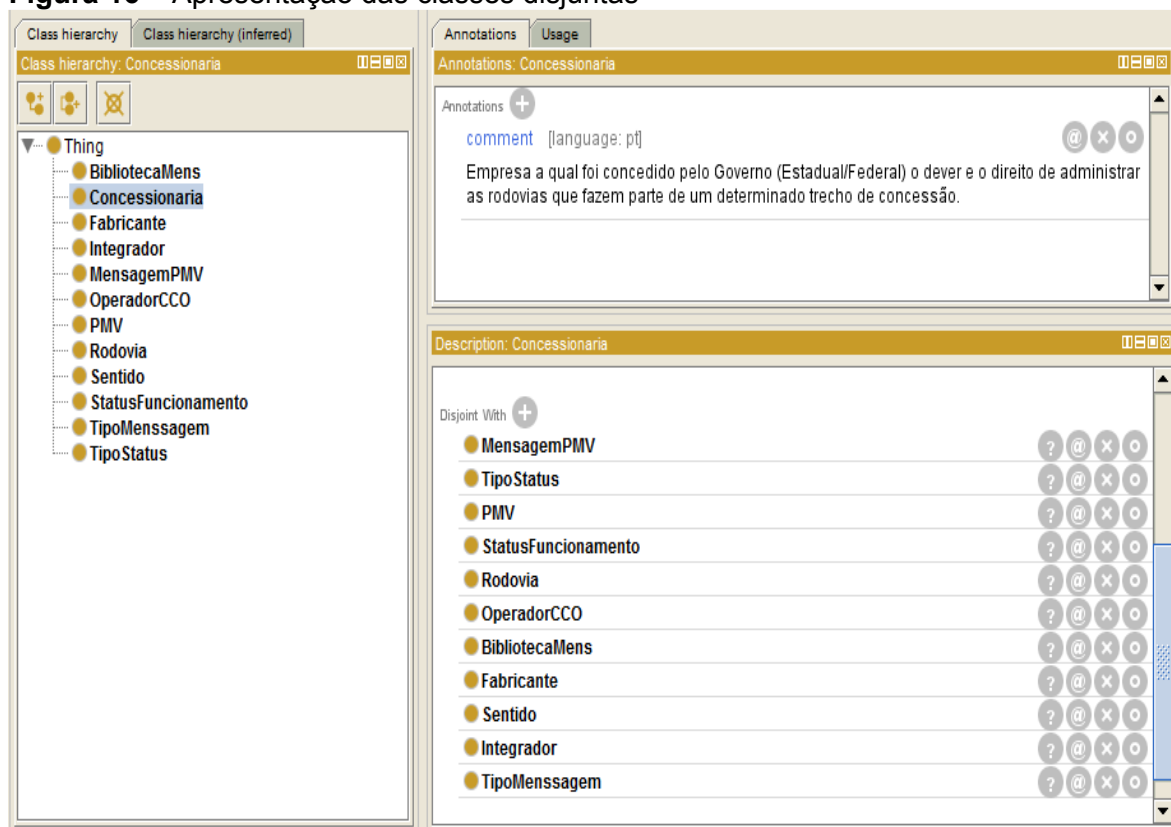 Apresentação das classes disjuntas
Class hierarchy
Class hierarchy (inferred)
Class hierarchy: Concessionaria
Thing
BibliotecaMens
Concessionaria
Fabricante
Integrador
MensagemPMV
OperadorCCO
PMV
Rodovia
Sentido
StatusFuncionamento
TipoMenssagem
TipoStatus
Annotations
Usage
Annotations: Concessionaria
Annotations
comment [language: pt]
Empresa a qual foi concedido pelo Governo (Estadual/Federal) o dever e o direito de administrar
as rodovias que fazem parte de um determinado trecho de concessão.
Description: Concessionaria
Disjoint With
MensagemPMV
TipoStatus
PMV
StatusFuncionamento
Rodovia
OperadorCCO
BibliotecaMens
Fabricante
Sentido
Integrador
TipoMenssagem